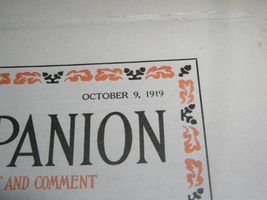 OCTOBER 9, 1919
PANION
AND COMMENT